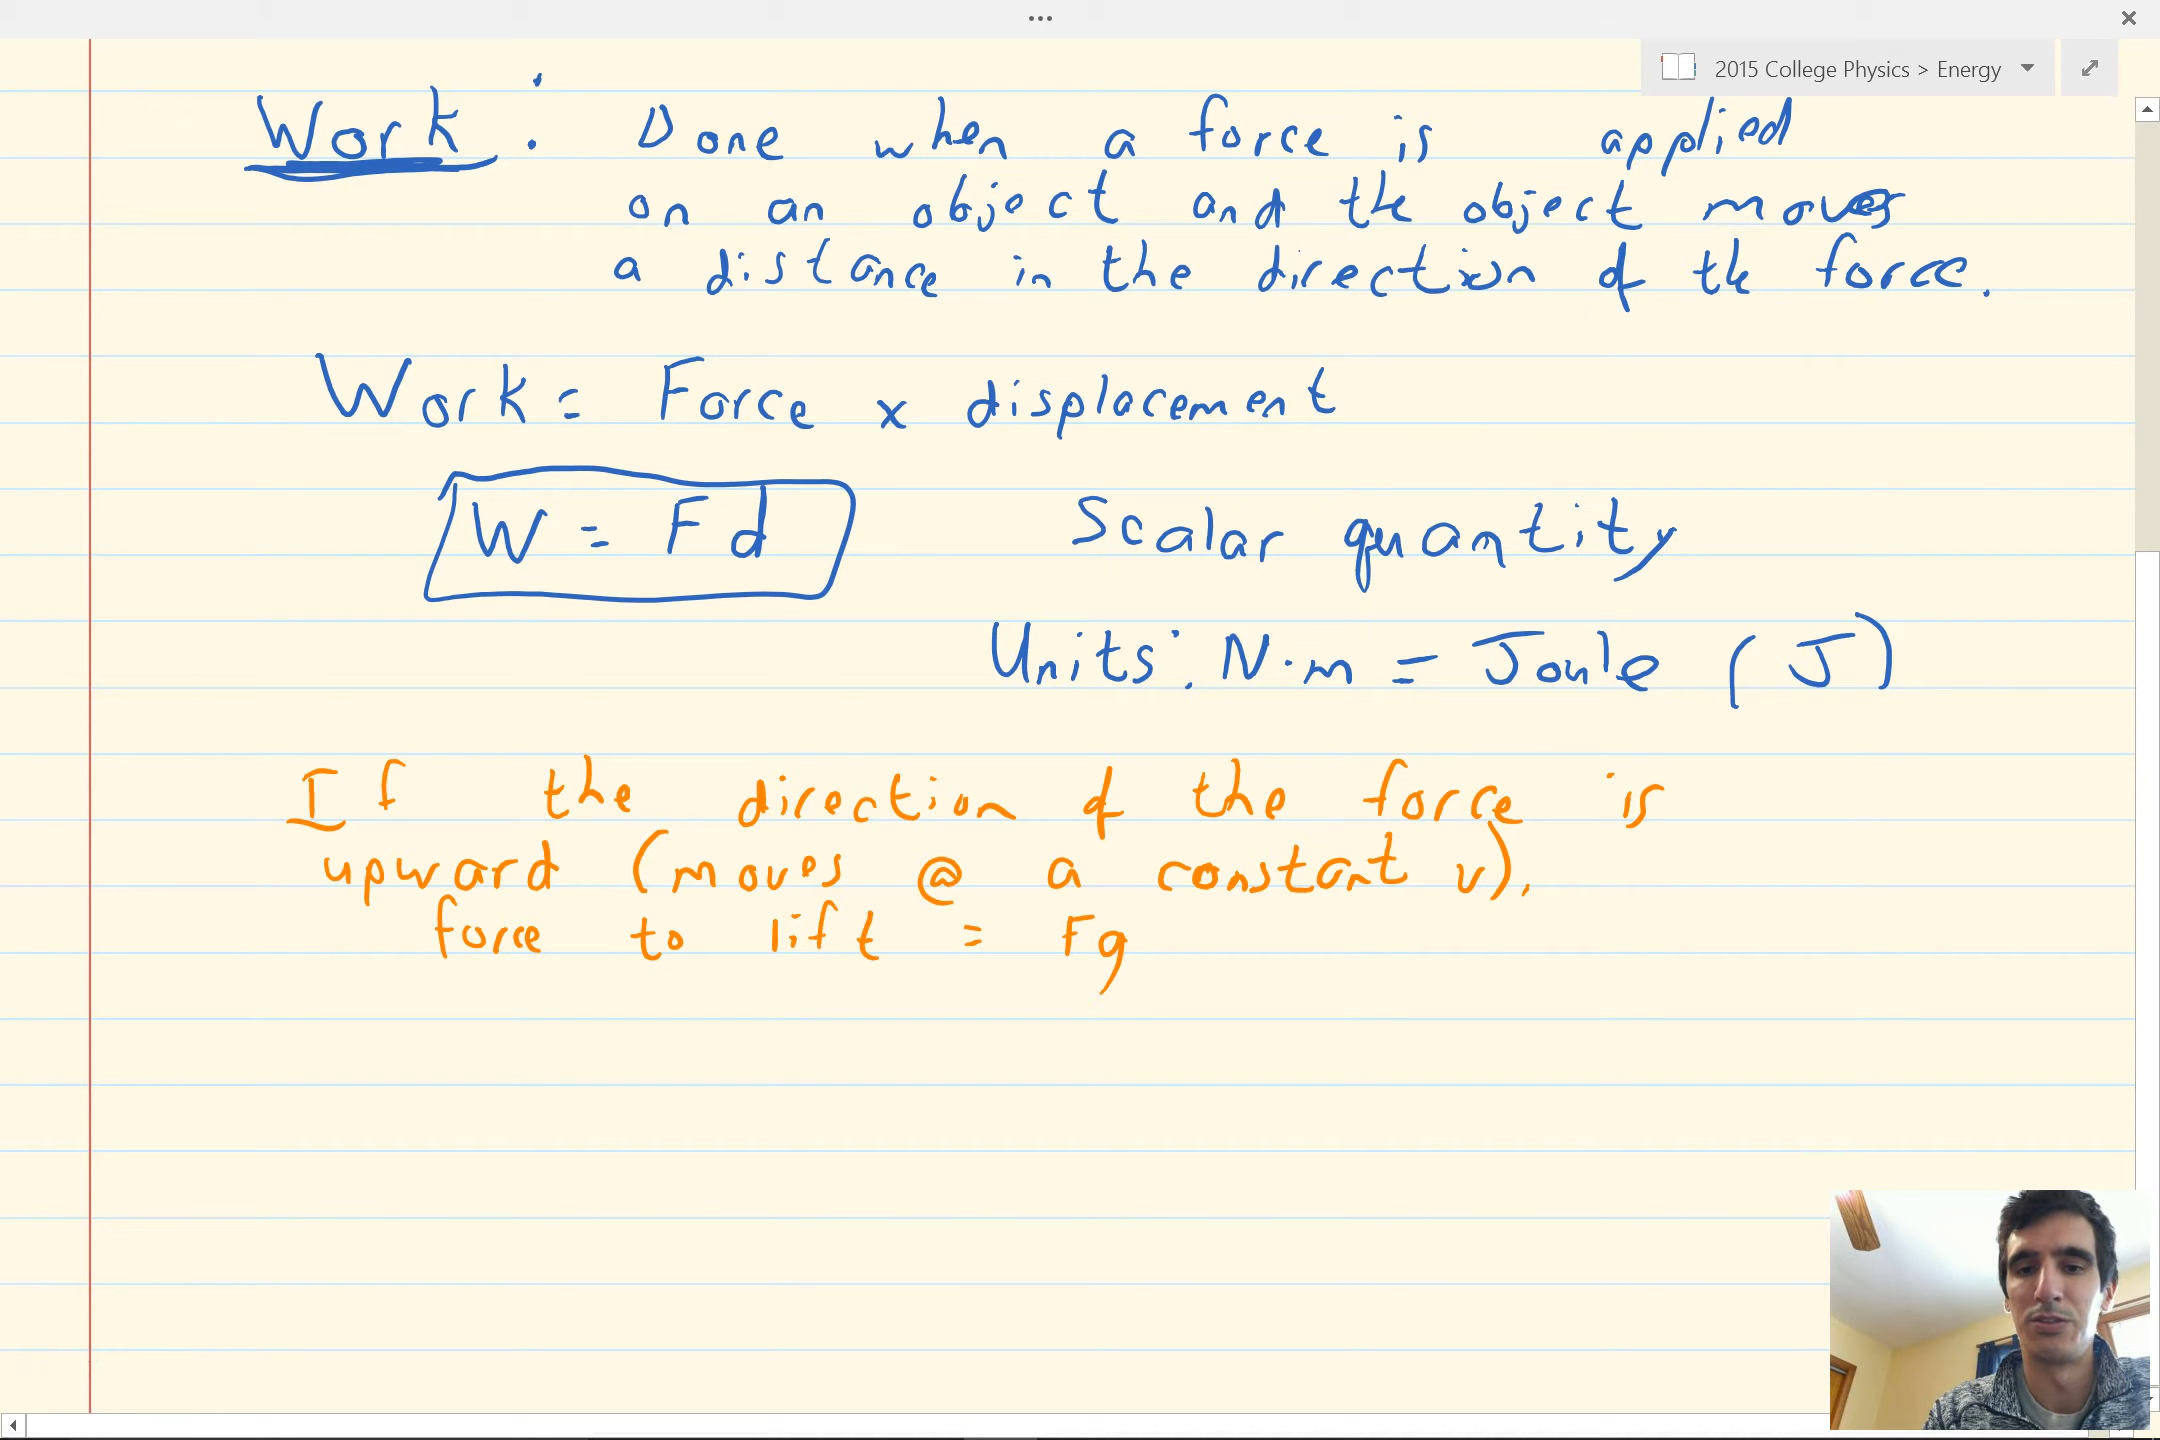 2015 College Physics > Energy
Work : Done when a force is applied
on an object and the object moves
a distance in the direction of the force.
Work = Force x displacement
W = Fd
Scalar quantity
Units: N·m = Joule (J)
If the direction of the force is
upward (moves @ a constant v),
force to lift = Fg